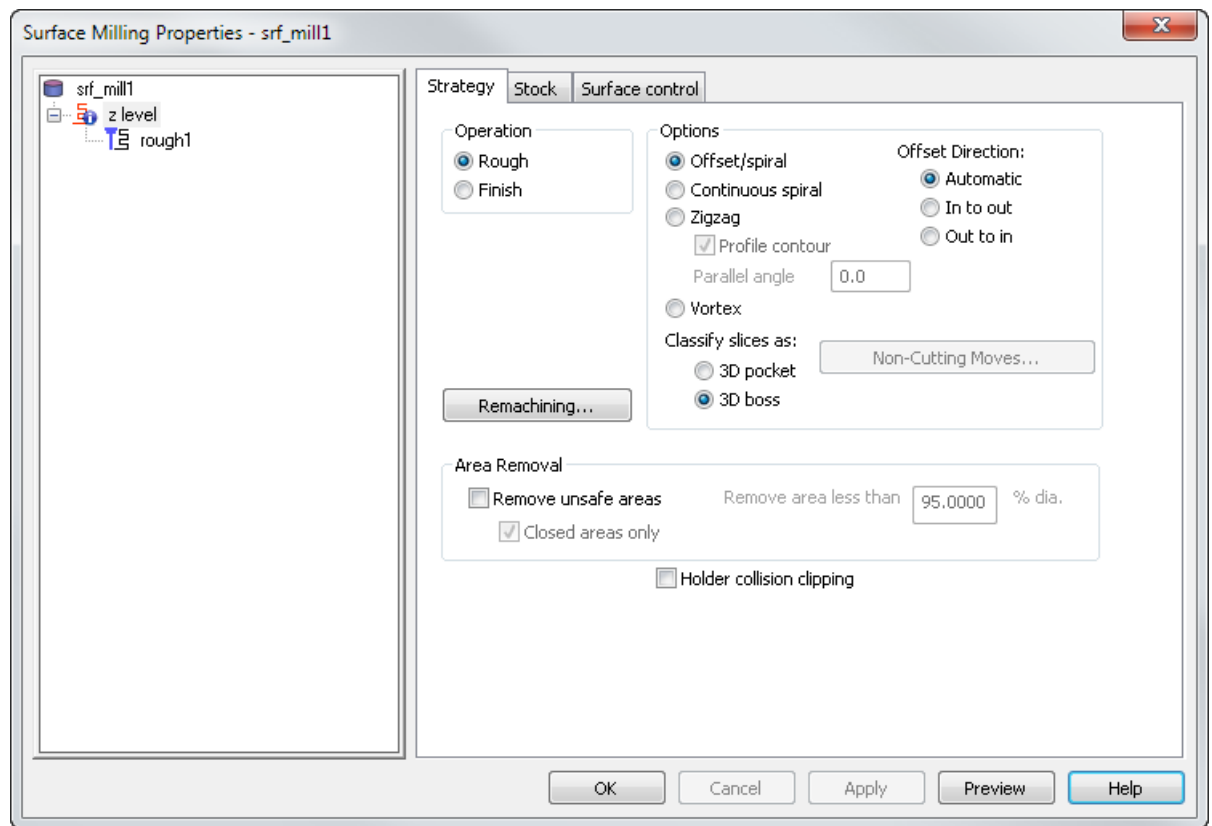 Surface Milling Properties - srf_mill1
srf_mill1
z level
rough1
Strategy
Stock
Surface control
Operation
Rough
Finish
Options
Offset/spiral
Continuous spiral
Zigzag
Profile contour
Parallel angle 0.0
Vortex
Classify slices as:
3D pocket
3D boss
Offset Direction:
Automatic
In to out
Out to in
Non-Cutting Moves...
Remachining...
Area Removal
Remove unsafe areas
Closed areas only
Remove area less than 95.0000 % dia.
Holder collision clipping
OK
Cancel
Apply
Preview
Help